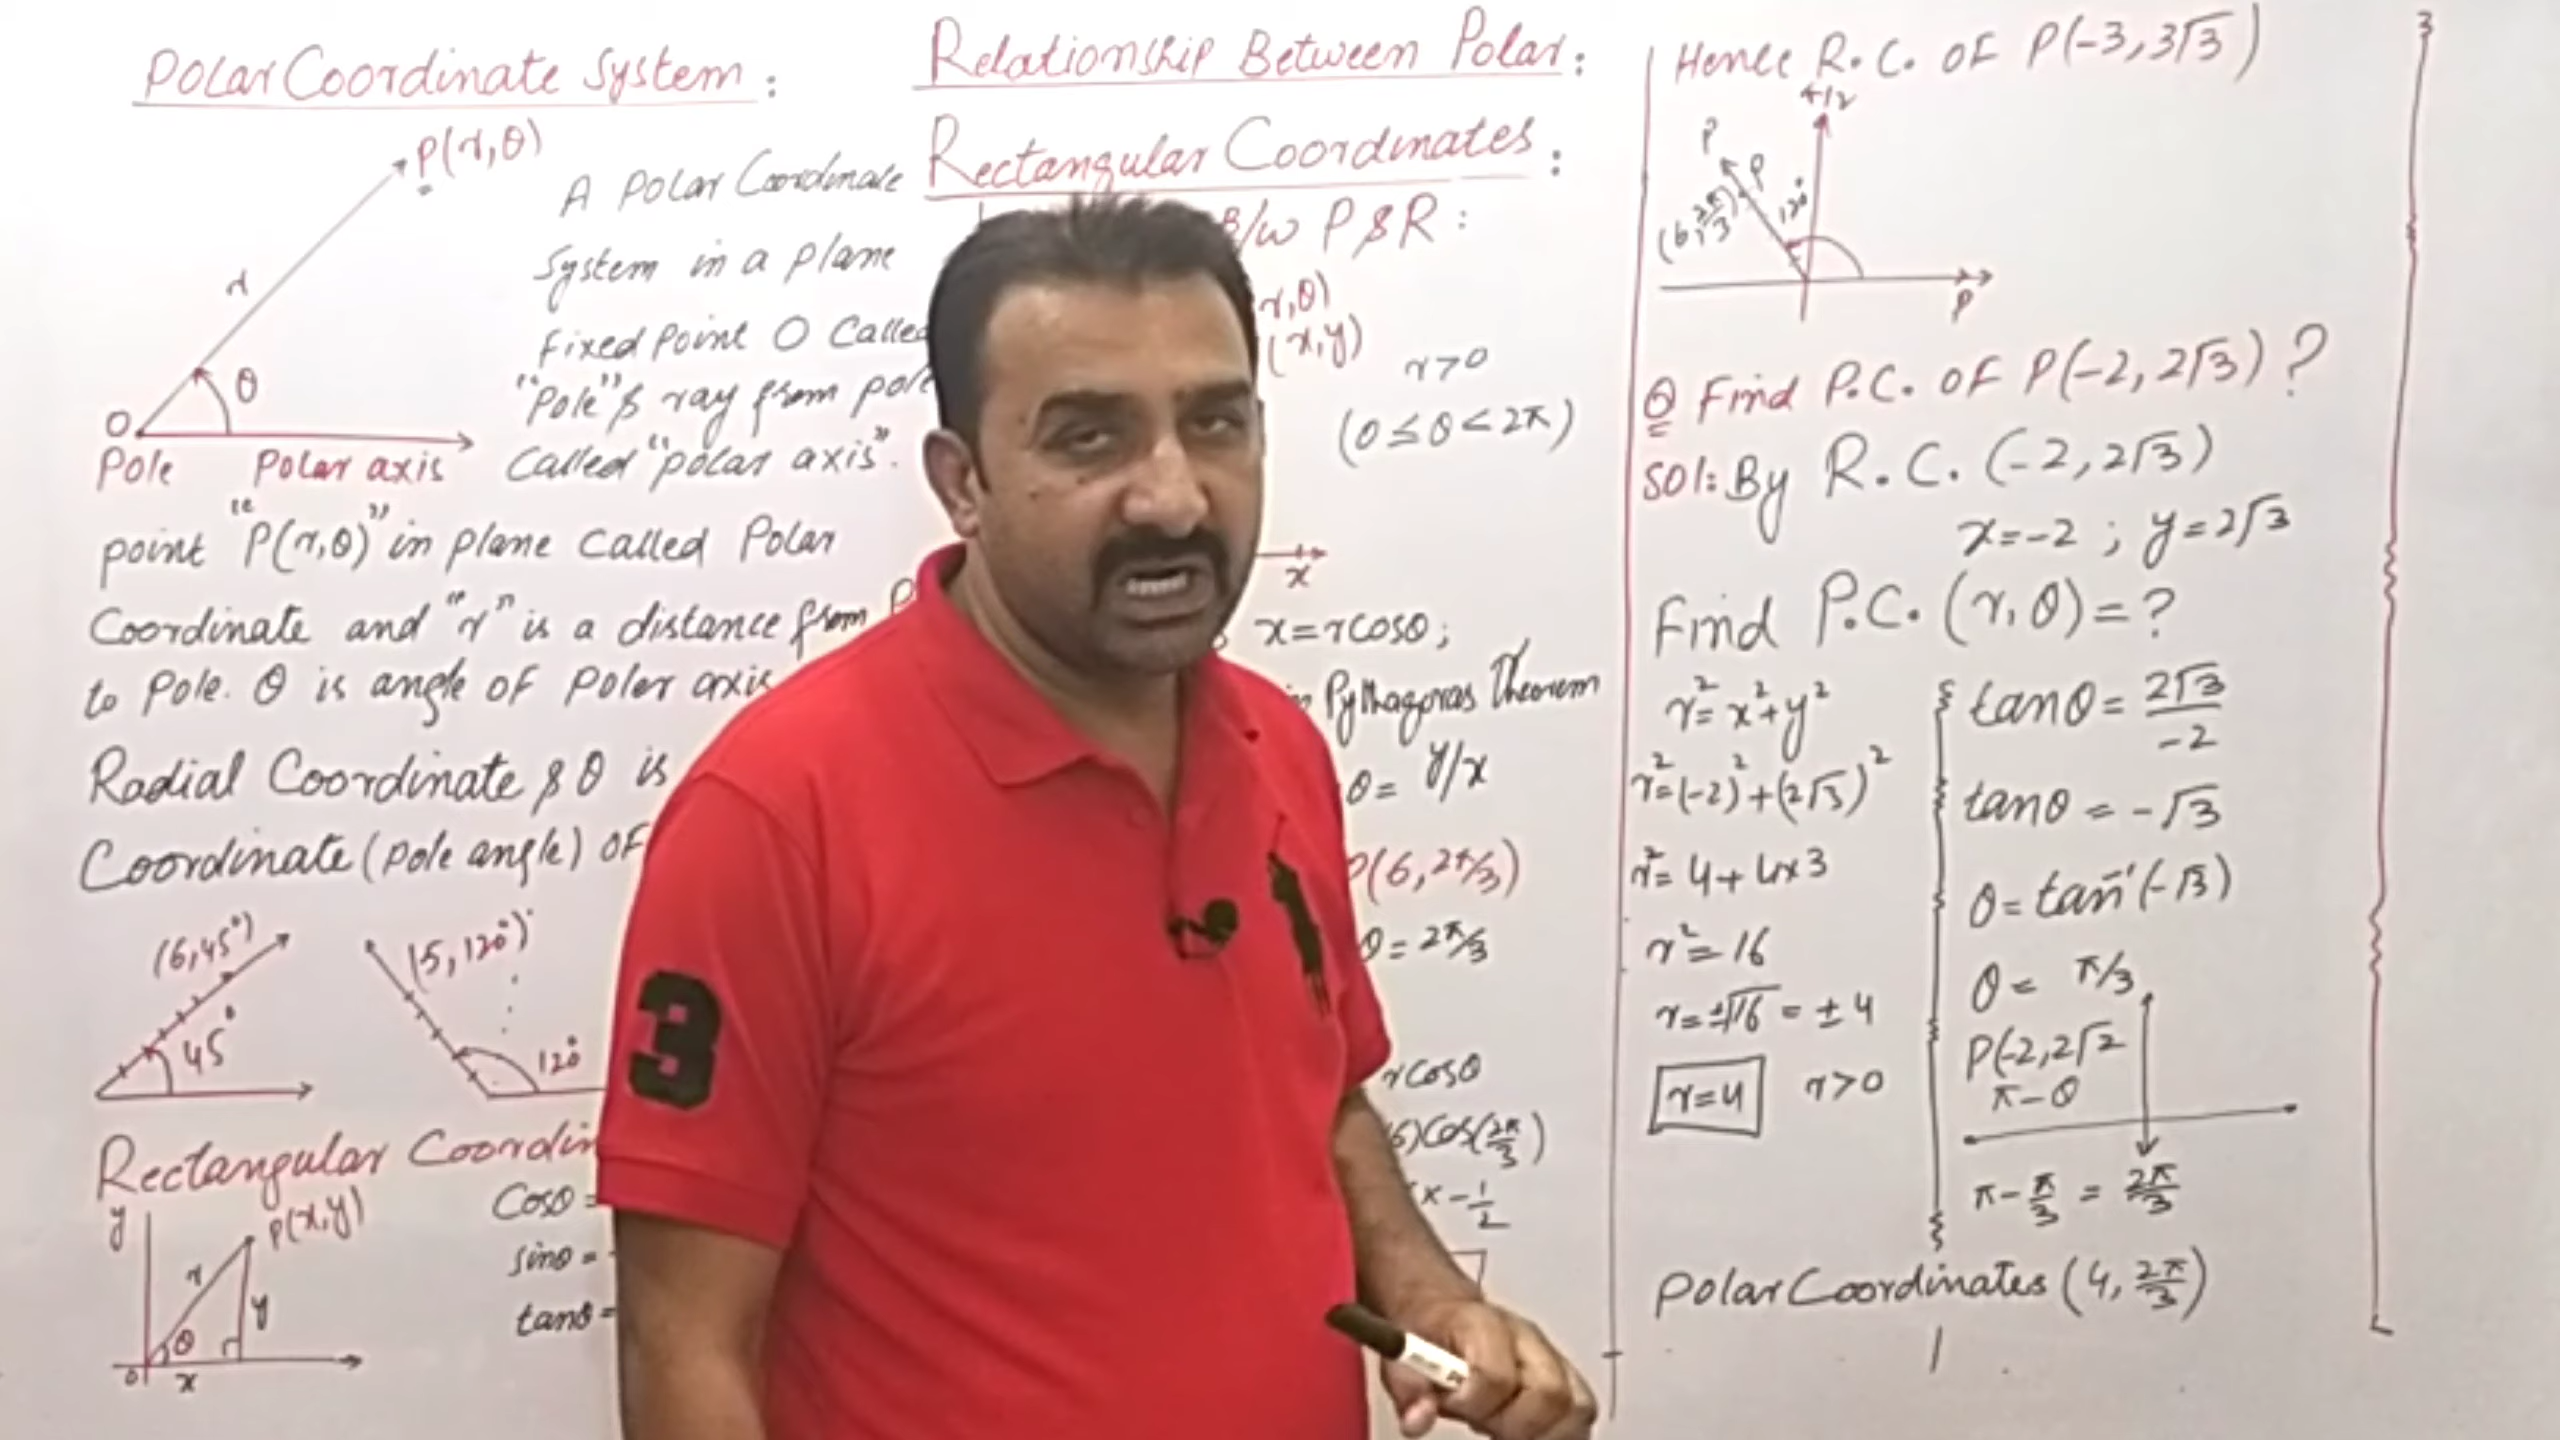 Polar Coordinate System:
P(r,θ)
r
θ
O
Pole Polar axis
A Polar Coordinate
System in a plane
Fixed Point O Called
"Pole" & ray from pole
Called "polar axis".
point "P(r,θ)" in plane called Polar
Coordinate and "r" is a distance from P
to Pole. θ is angle of Polar axis
Radial Coordinate & θ is
Coordinate (pole angle) of
(6,45°)
45°
(5,120°)
120°
Rectangular Coordin
y
P(x,y)
r
y
θ
0
x
Cosθ =
sinθ =
tanθ =
Relationship Between Polar:
Rectangular Coordinates:
B/w P & R:
r,θ)
(x,y)
r>0
(0≤θ<2π)
x
x=rcosθ;
Pythagoras Theorem
θ= y/x
P(6,2π/3)
θ=2π/3
rcosθ
6)Cos(2π/3)
x -1/2
Hence R.C. of P(-3,3√3)
P
P
(6,2π/3)
120°
P
Q Find P.C. of P(-2,2√3)?
Sol: By R.C. (-2,2√3)
x=-2 ; y=2√3
Find P.C. (r,θ)=?
r²=x²+y²
r²=(-2)²+(2√3)²
r²=4+4x3
r²=16
r=±√16=±4
r=4 r>0
tanθ=2√3/-2
tanθ=-√3
θ=tan⁻¹(-√3)
θ= π/3
P(-2,2√2
π-θ
π-π/3=2π/3
Polar Coordinates (4,2π/3)
3
3